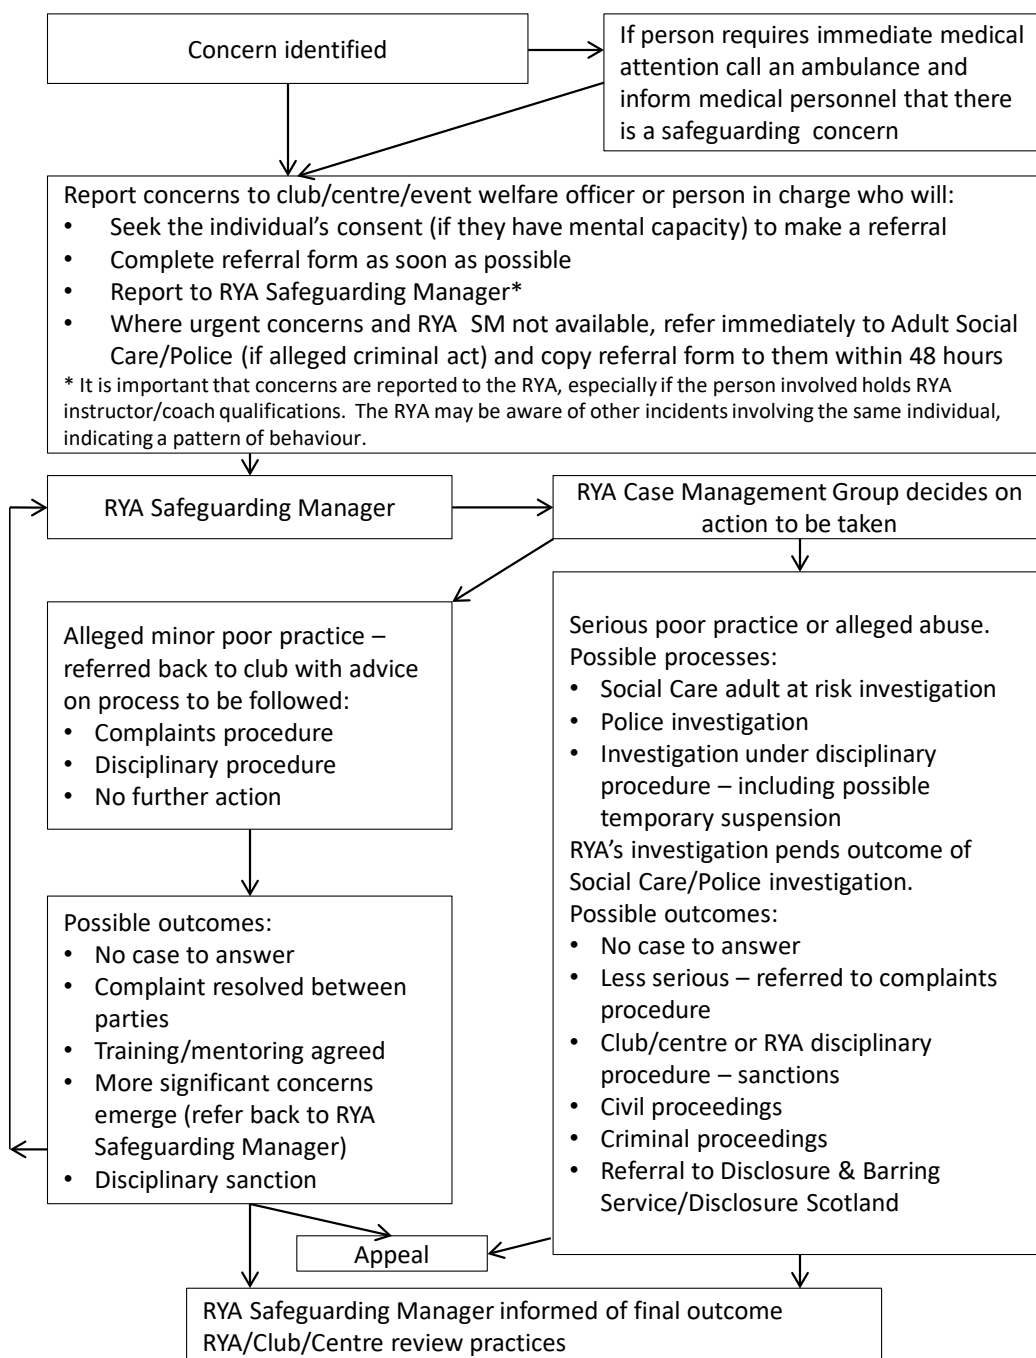 Concern identified
If person requires immediate medical
attention call an ambulance and
inform medical personnel that there
is a safeguarding concern
Report concerns to club/centre/event welfare officer or person in charge who will:
• Seek the individual’s consent (if they have mental capacity) to make a referral
• Complete referral form as soon as possible
• Report to RYA Safeguarding Manager*
• Where urgent concerns and RYA SM not available, refer immediately to Adult Social
Care/Police (if alleged criminal act) and copy referral form to them within 48 hours
* It is important that concerns are reported to the RYA, especially if the person involved holds RYA
instructor/coach qualifications. The RYA may be aware of other incidents involving the same individual,
indicating a pattern of behaviour.
RYA Safeguarding Manager
RYA Case Management Group decides on
action to be taken
Alleged minor poor practice –
referred back to club with advice
on process to be followed:
• Complaints procedure
• Disciplinary procedure
• No further action
Possible outcomes:
• No case to answer
• Complaint resolved between
parties
• Training/mentoring agreed
• More significant concerns
emerge (refer back to RYA
Safeguarding Manager)
• Disciplinary sanction
Serious poor practice or alleged abuse.
Possible processes:
• Social Care adult at risk investigation
• Police investigation
• Investigation under disciplinary
procedure – including possible
temporary suspension
RYA’s investigation pends outcome of
Social Care/Police investigation.
Possible outcomes:
• No case to answer
• Less serious – referred to complaints
procedure
• Club/centre or RYA disciplinary
procedure – sanctions
• Civil proceedings
• Criminal proceedings
• Referral to Disclosure & Barring
Service/Disclosure Scotland
Appeal
RYA Safeguarding Manager informed of final outcome
RYA/Club/Centre review practices